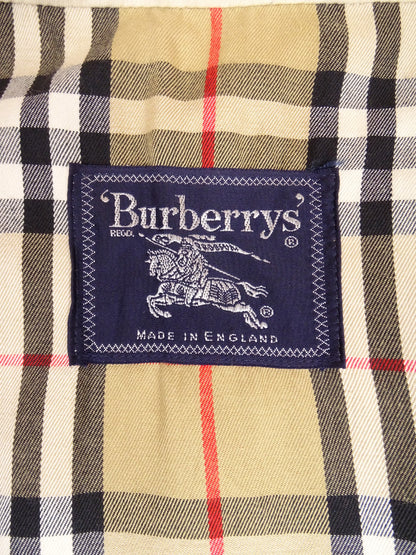 'Burberrys'
REGD. ®
®
MADE IN ENGLAND